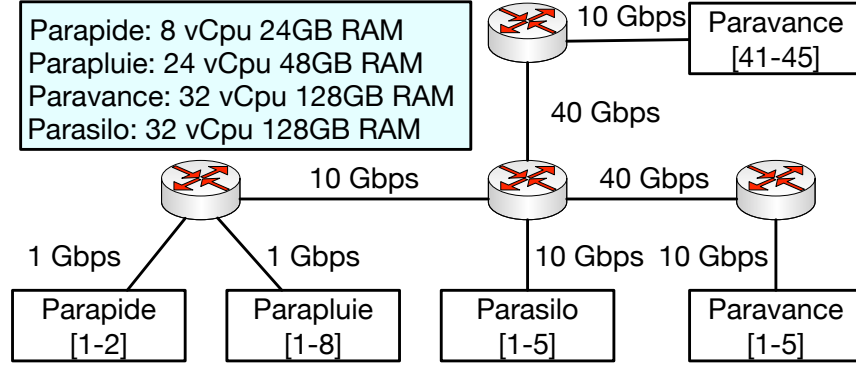 Parapide: 8 vCpu 24GB RAM
Parapluie: 24 vCpu 48GB RAM
Paravance: 32 vCpu 128GB RAM
Parasilo: 32 vCpu 128GB RAM
10 Gbps
Paravance
[41-45]
40 Gbps
10 Gbps
40 Gbps
1 Gbps
1 Gbps
10 Gbps
10 Gbps
Parapide
[1-2]
Parapluie
[1-8]
Parasilo
[1-5]
Paravance
[1-5]